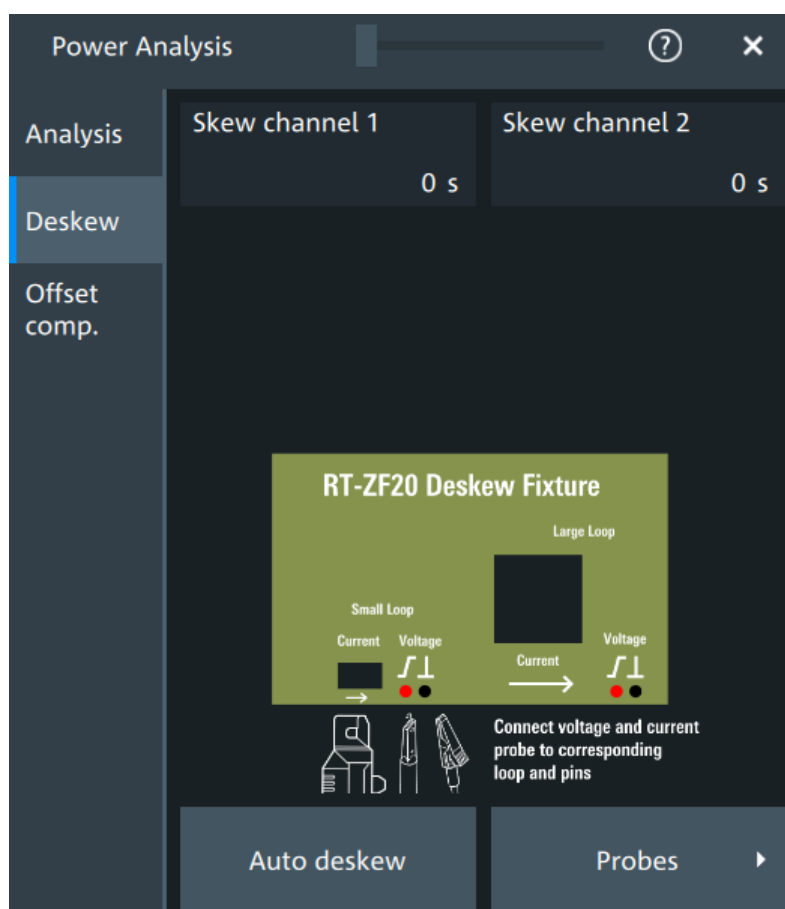 Power Analysis
?
Analysis
Skew channel 1
Skew channel 2
0 s
0 s
Deskew
Offset
comp.
RT-ZF20 Deskew Fixture
Large Loop
Small Loop
Current
Voltage
Current
Voltage
Connect voltage and current
probe to corresponding
loop and pins
Auto deskew
Probes